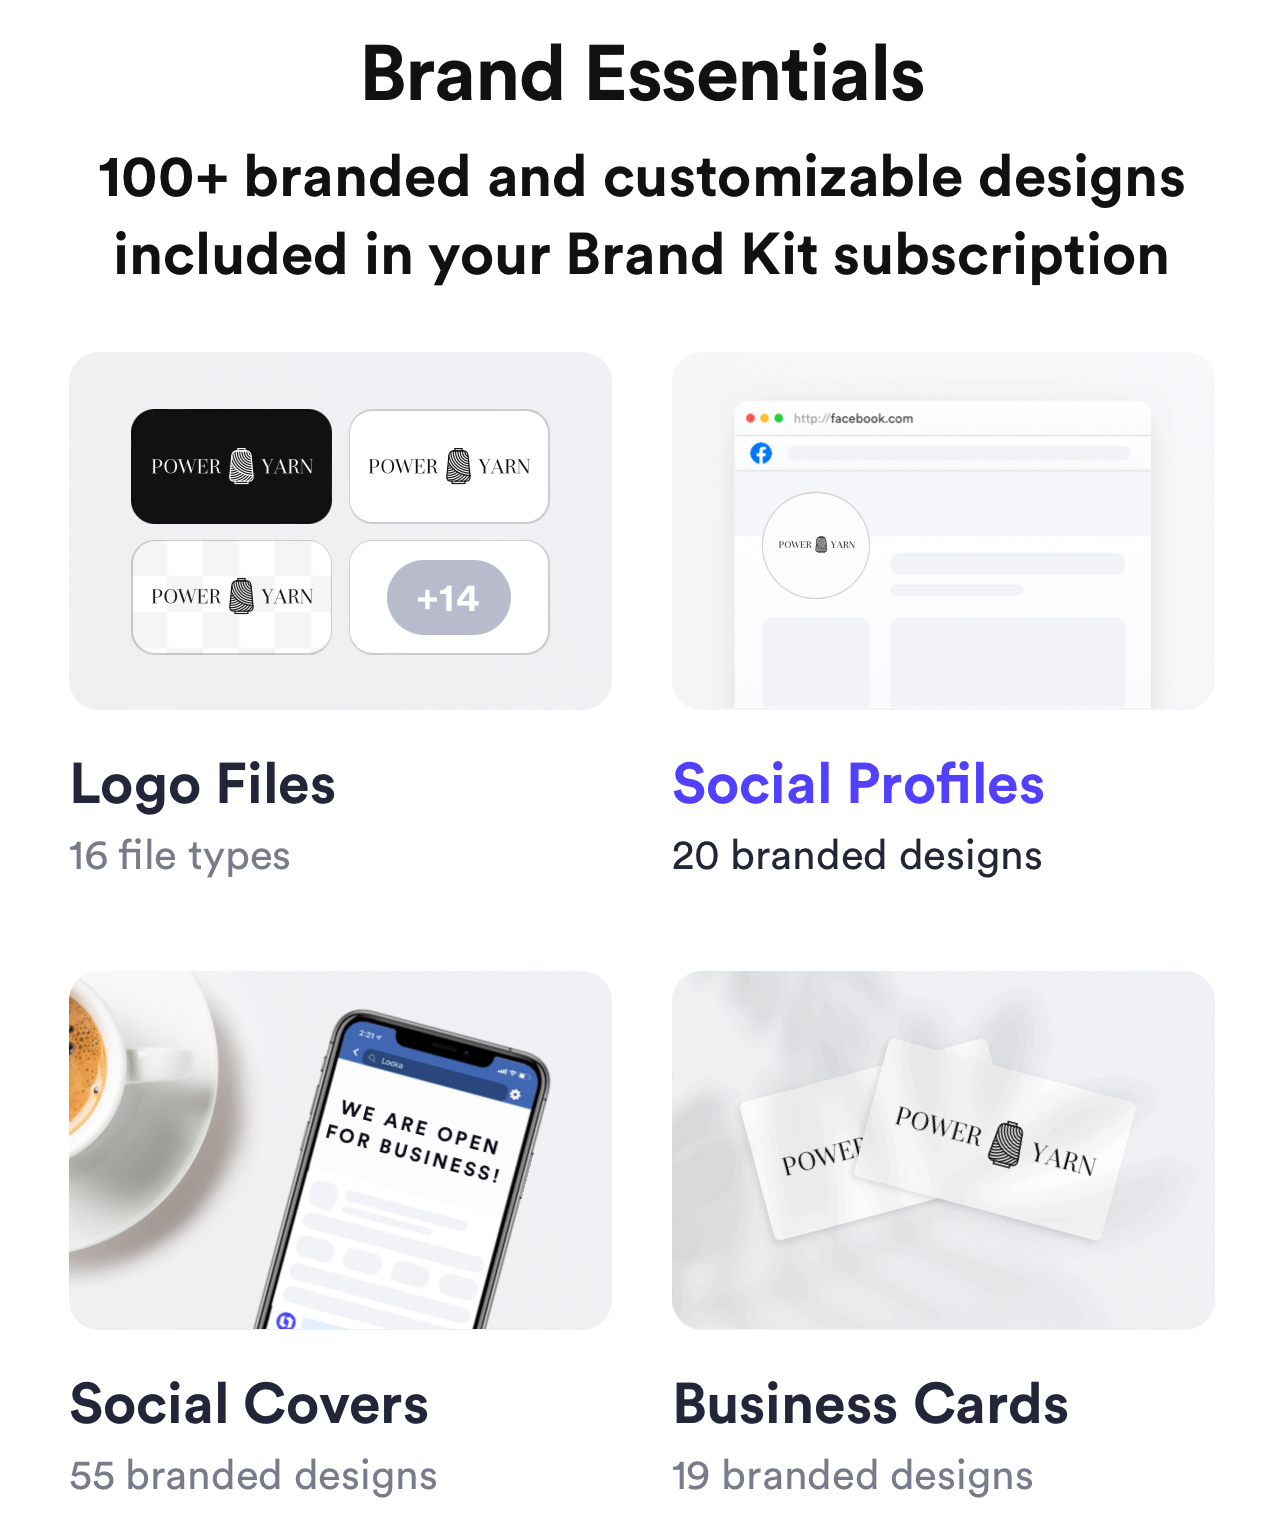 Brand Essentials
100+ branded and customizable designs
included in your Brand Kit subscription
POWER YARN
POWER YARN
POWER YARN
+14
http://facebook.com
POWER YARN
Logo Files
16 file types
Social Profiles
20 branded designs
2:21
Looka
WE ARE OPEN
FOR BUSINESS!
POWER
POWER YARN
Social Covers
55 branded designs
Business Cards
19 branded designs